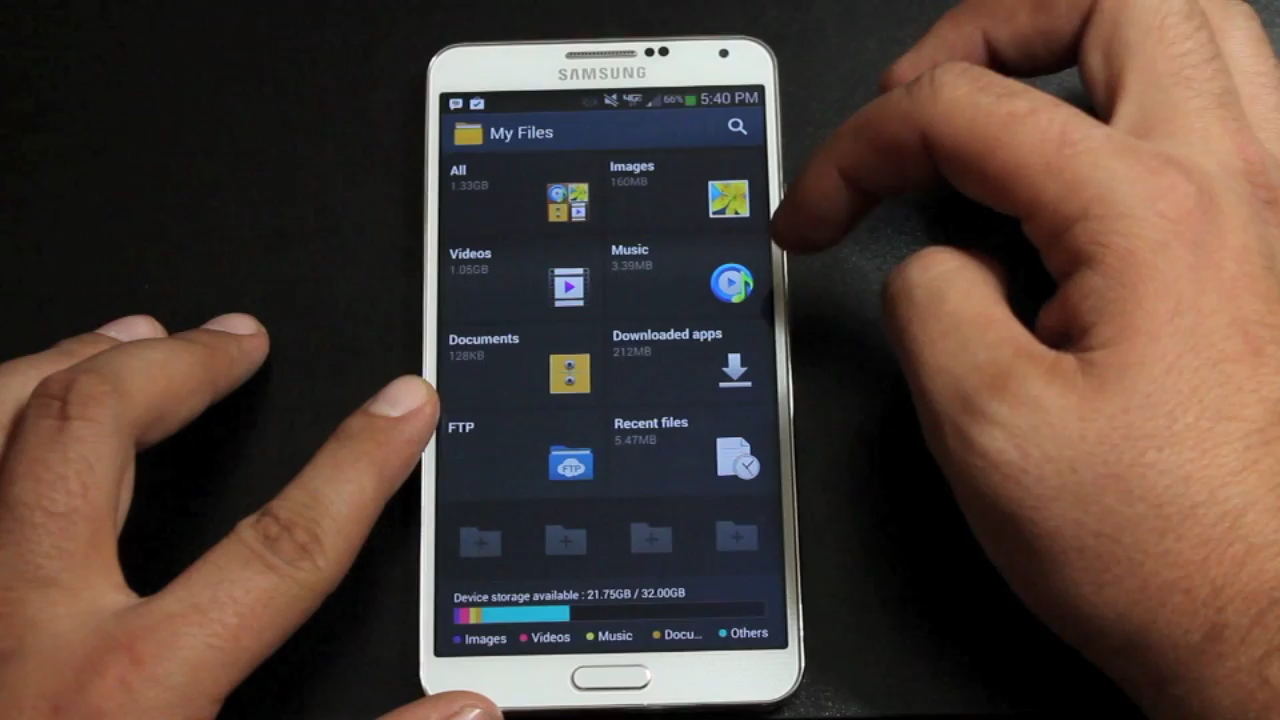 SAMSUNG
4G 66% 5:40 PM
My Files
All
1.33GB
Images
160MB
Videos
1.05GB
Music
3.39MB
Documents
128KB
Downloaded apps
212MB
FTP
FTP
Recent files
5.47MB
Device storage available : 21.75GB / 32.00GB
Images Videos Music Docu... Others